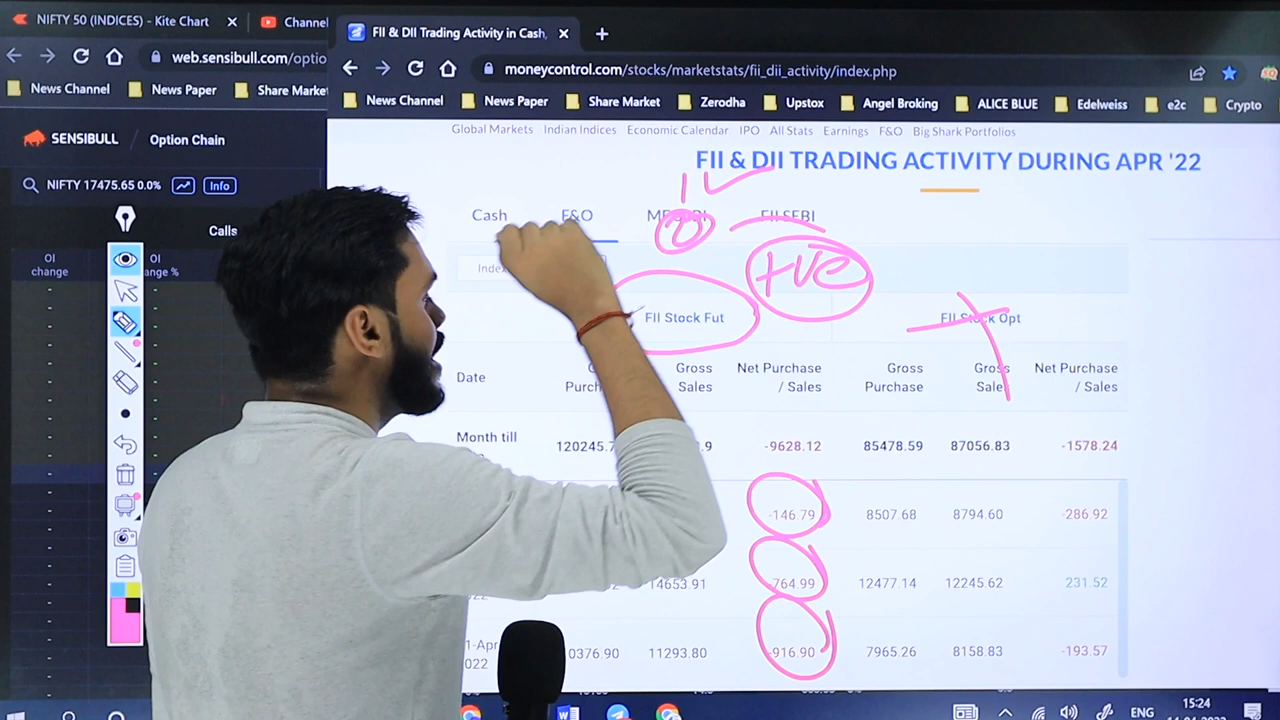 NIFTY 50 (INDICES) - Kite Chart
Channel
FII & DII Trading Activity in Cash,
web.sensibull.com/optio
moneycontrol.com/stocks/marketstats/fii_dii_activity/index.php
News Channel News Paper Share Market
News Channel News Paper Share Market Zerodha Upstox Angel Broking ALICE BLUE Edelweiss e2c Crypto
SENSIBULL / Option Chain
Global Markets Indian Indices Economic Calendar IPO All Stats Earnings F&O Big Shark Portfolios
FII & DII TRADING ACTIVITY DURING APR '22
NIFTY 17475.65 0.0% Info
Cash F&O FII SEBI
Calls
OI change
ange %
Index
+ve
FII Stock Fut FII Stock Opt
Date Gross Sales Net Purchase / Sales Gross Purchase Gross Sales Net Purchase / Sales
Month till 120245.7 -9628.12 85478.59 87056.83 -1578.24
-146.79 8507.68 8794.60 -286.92
2022 14653.91 -764.99 12477.14 12245.62 231.52
1-Apr 2022 0376.90 11293.80 -916.90 7965.26 8158.83 -193.57
ENG 15:24